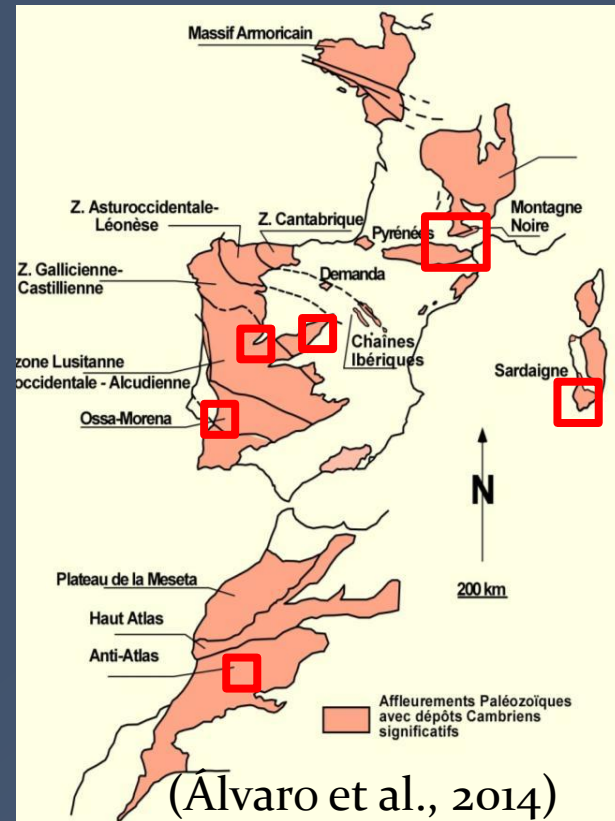 Massif Armoricain
Z. Asturoccidentale-
Léonèse
Z. Cantabrique
Pyrénées
Montagne
Noire
Z. Gallicienne-
Castillienne
Demanda
Chaînes
Ibériques
zone Lusitanne
occidentale - Alcudienne
Ossa-Morena
Sardaigne
N
200 km
Plateau de la Meseta
Haut Atlas
Anti-Atlas
Affleurements Paléozoïques
avec dépôts Cambriens
significatifs
(Álvaro et al., 2014)